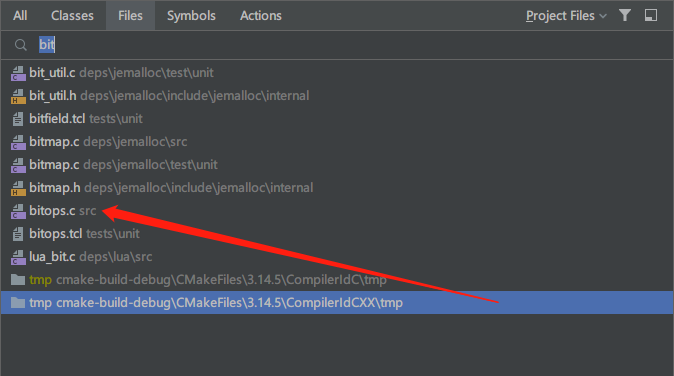 All Classes Files Symbols Actions Project Files
bit
bit_util.c deps\jemalloc\test\unit
bit_util.h deps\jemalloc\include\jemalloc\internal
bitfield.tcl tests\unit
bitmap.c deps\jemalloc\src
bitmap.c deps\jemalloc\test\unit
bitmap.h deps\jemalloc\include\jemalloc\internal
bitops.c src
bitops.tcl tests\unit
lua_bit.c deps\lua\src
tmp cmake-build-debug\CMakeFiles\3.14.5\CompilerIdC\tmp
tmp cmake-build-debug\CMakeFiles\3.14.5\CompilerIdCXX\tmp